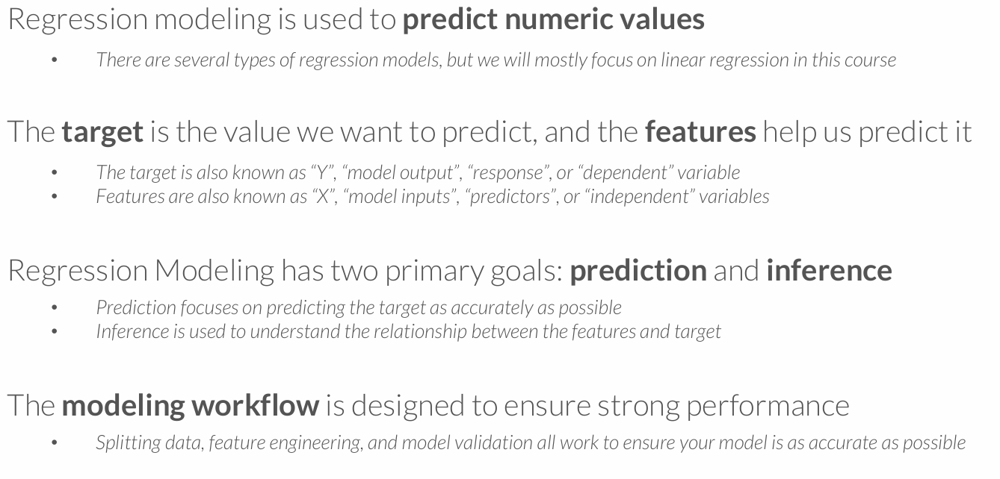 Regression modeling is used to predict numeric values
• There are several types of regression models, but we will mostly focus on linear regression in this course
The target is the value we want to predict, and the features help us predict it
• The target is also known as “Y”, “model output”, “response”, or “dependent” variable
• Features are also known as “X”, “model inputs”, “predictors”, or “independent” variables
Regression Modeling has two primary goals: prediction and inference
• Prediction focuses on predicting the target as accurately as possible
• Inference is used to understand the relationship between the features and target
The modeling workflow is designed to ensure strong performance
• Splitting data, feature engineering, and model validation all work to ensure your model is as accurate as possible